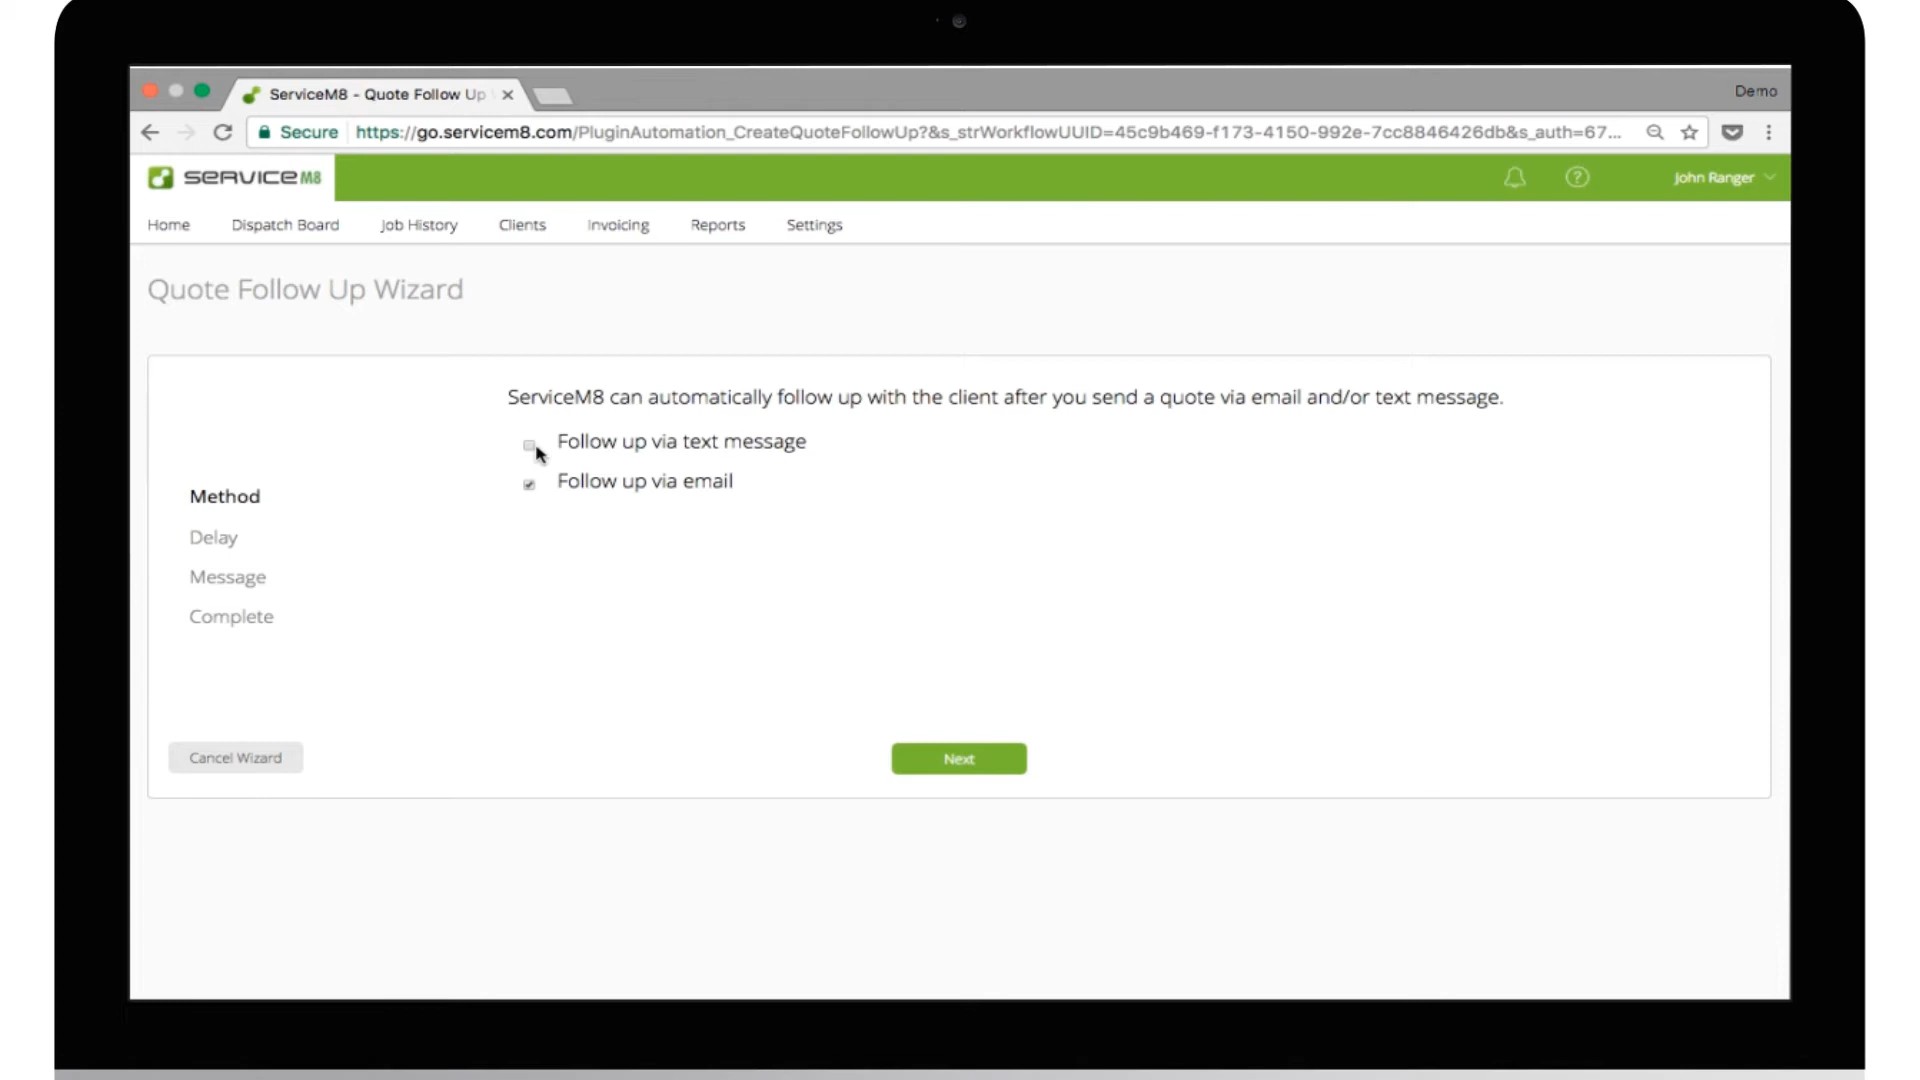 ServiceM8 - Quote Follow Up
Demo
Secure https://go.servicem8.com/PluginAutomation_CreateQuoteFollowUp?&s_strWorkflowUUID=45c9b469-f173-4150-992e-7cc8846426db&s_auth=67...
SERVICEM8
John Ranger
Home Dispatch Board Job History Clients Invoicing Reports Settings
Quote Follow Up Wizard
ServiceM8 can automatically follow up with the client after you send a quote via email and/or text message.
Follow up via text message
Follow up via email
Method
Delay
Message
Complete
Cancel Wizard
Next